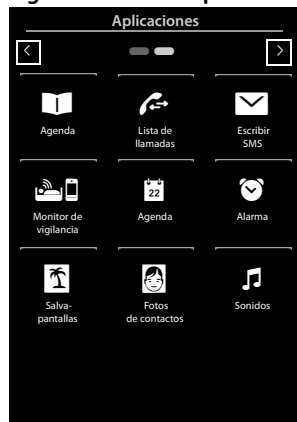 Aplicaciones
Agenda
Lista de
llamadas
Escribir
SMS
Monitor de
vigilancia
22
Agenda
Alarma
Salva-
pantallas
Fotos
de contactos
Sonidos